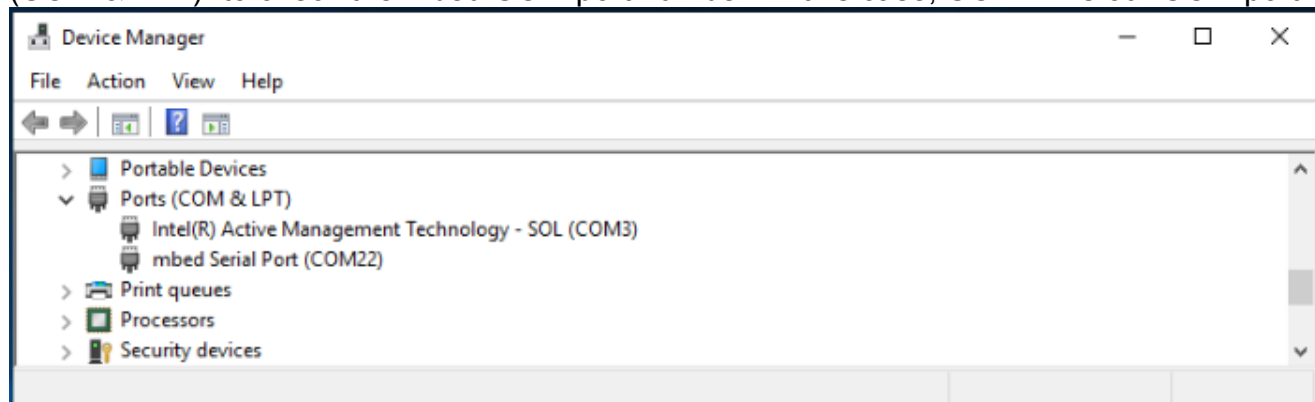 Device Manager
File Action View Help
Portable Devices
Ports (COM & LPT)
Intel(R) Active Management Technology - SOL (COM3)
mbed Serial Port (COM22)
Print queues
Processors
Security devices